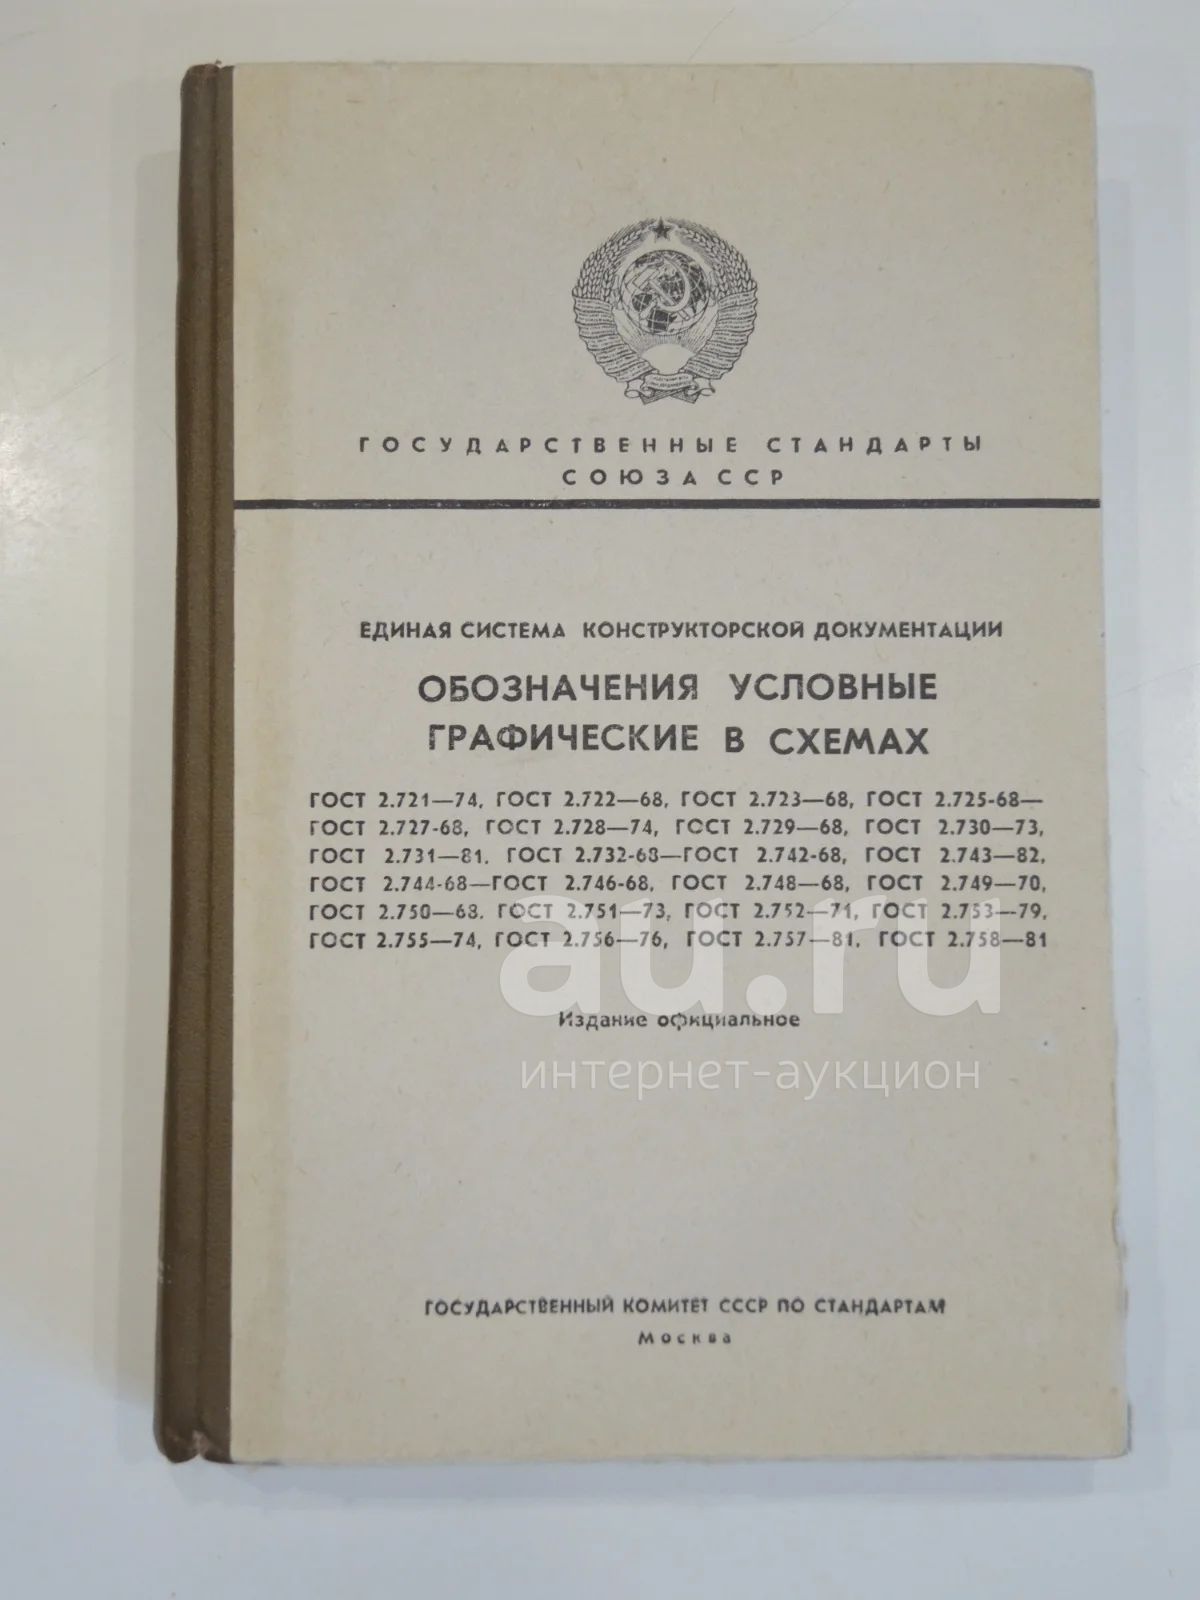 ГОСУДАРСТВЕННЫЕ СТАНДАРТЫ
СОЮЗА ССР
ЕДИНАЯ СИСТЕМА КОНСТРУКТОРСКОЙ ДОКУМЕНТАЦИИ
ОБОЗНАЧЕНИЯ УСЛОВНЫЕ
ГРАФИЧЕСКИЕ В СХЕМАХ
ГОСТ 2.721—74, ГОСТ 2.722—68, ГОСТ 2.723—68, ГОСТ 2.725-68—
ГОСТ 2.727-68, ГОСТ 2.728—74, ГОСТ 2.729—68, ГОСТ 2.730—73,
ГОСТ 2.731—81, ГОСТ 2.732-68—ГОСТ 2.742-68, ГОСТ 2.743—82,
ГОСТ 2.744-68—ГОСТ 2.746-68, ГОСТ 2.748—68, ГОСТ 2.749—70,
ГОСТ 2.750—68, ГОСТ 2.751—73, ГОСТ 2.752—71, ГОСТ 2.753—79,
ГОСТ 2.755—74, ГОСТ 2.756—76, ГОСТ 2.757—81, ГОСТ 2.758—81
au.ru
Издание официальное
интернет-аукцион
ГОСУДАРСТВЕННЫЙ КОМИТЕТ СССР ПО СТАНДАРТАМ
Москва